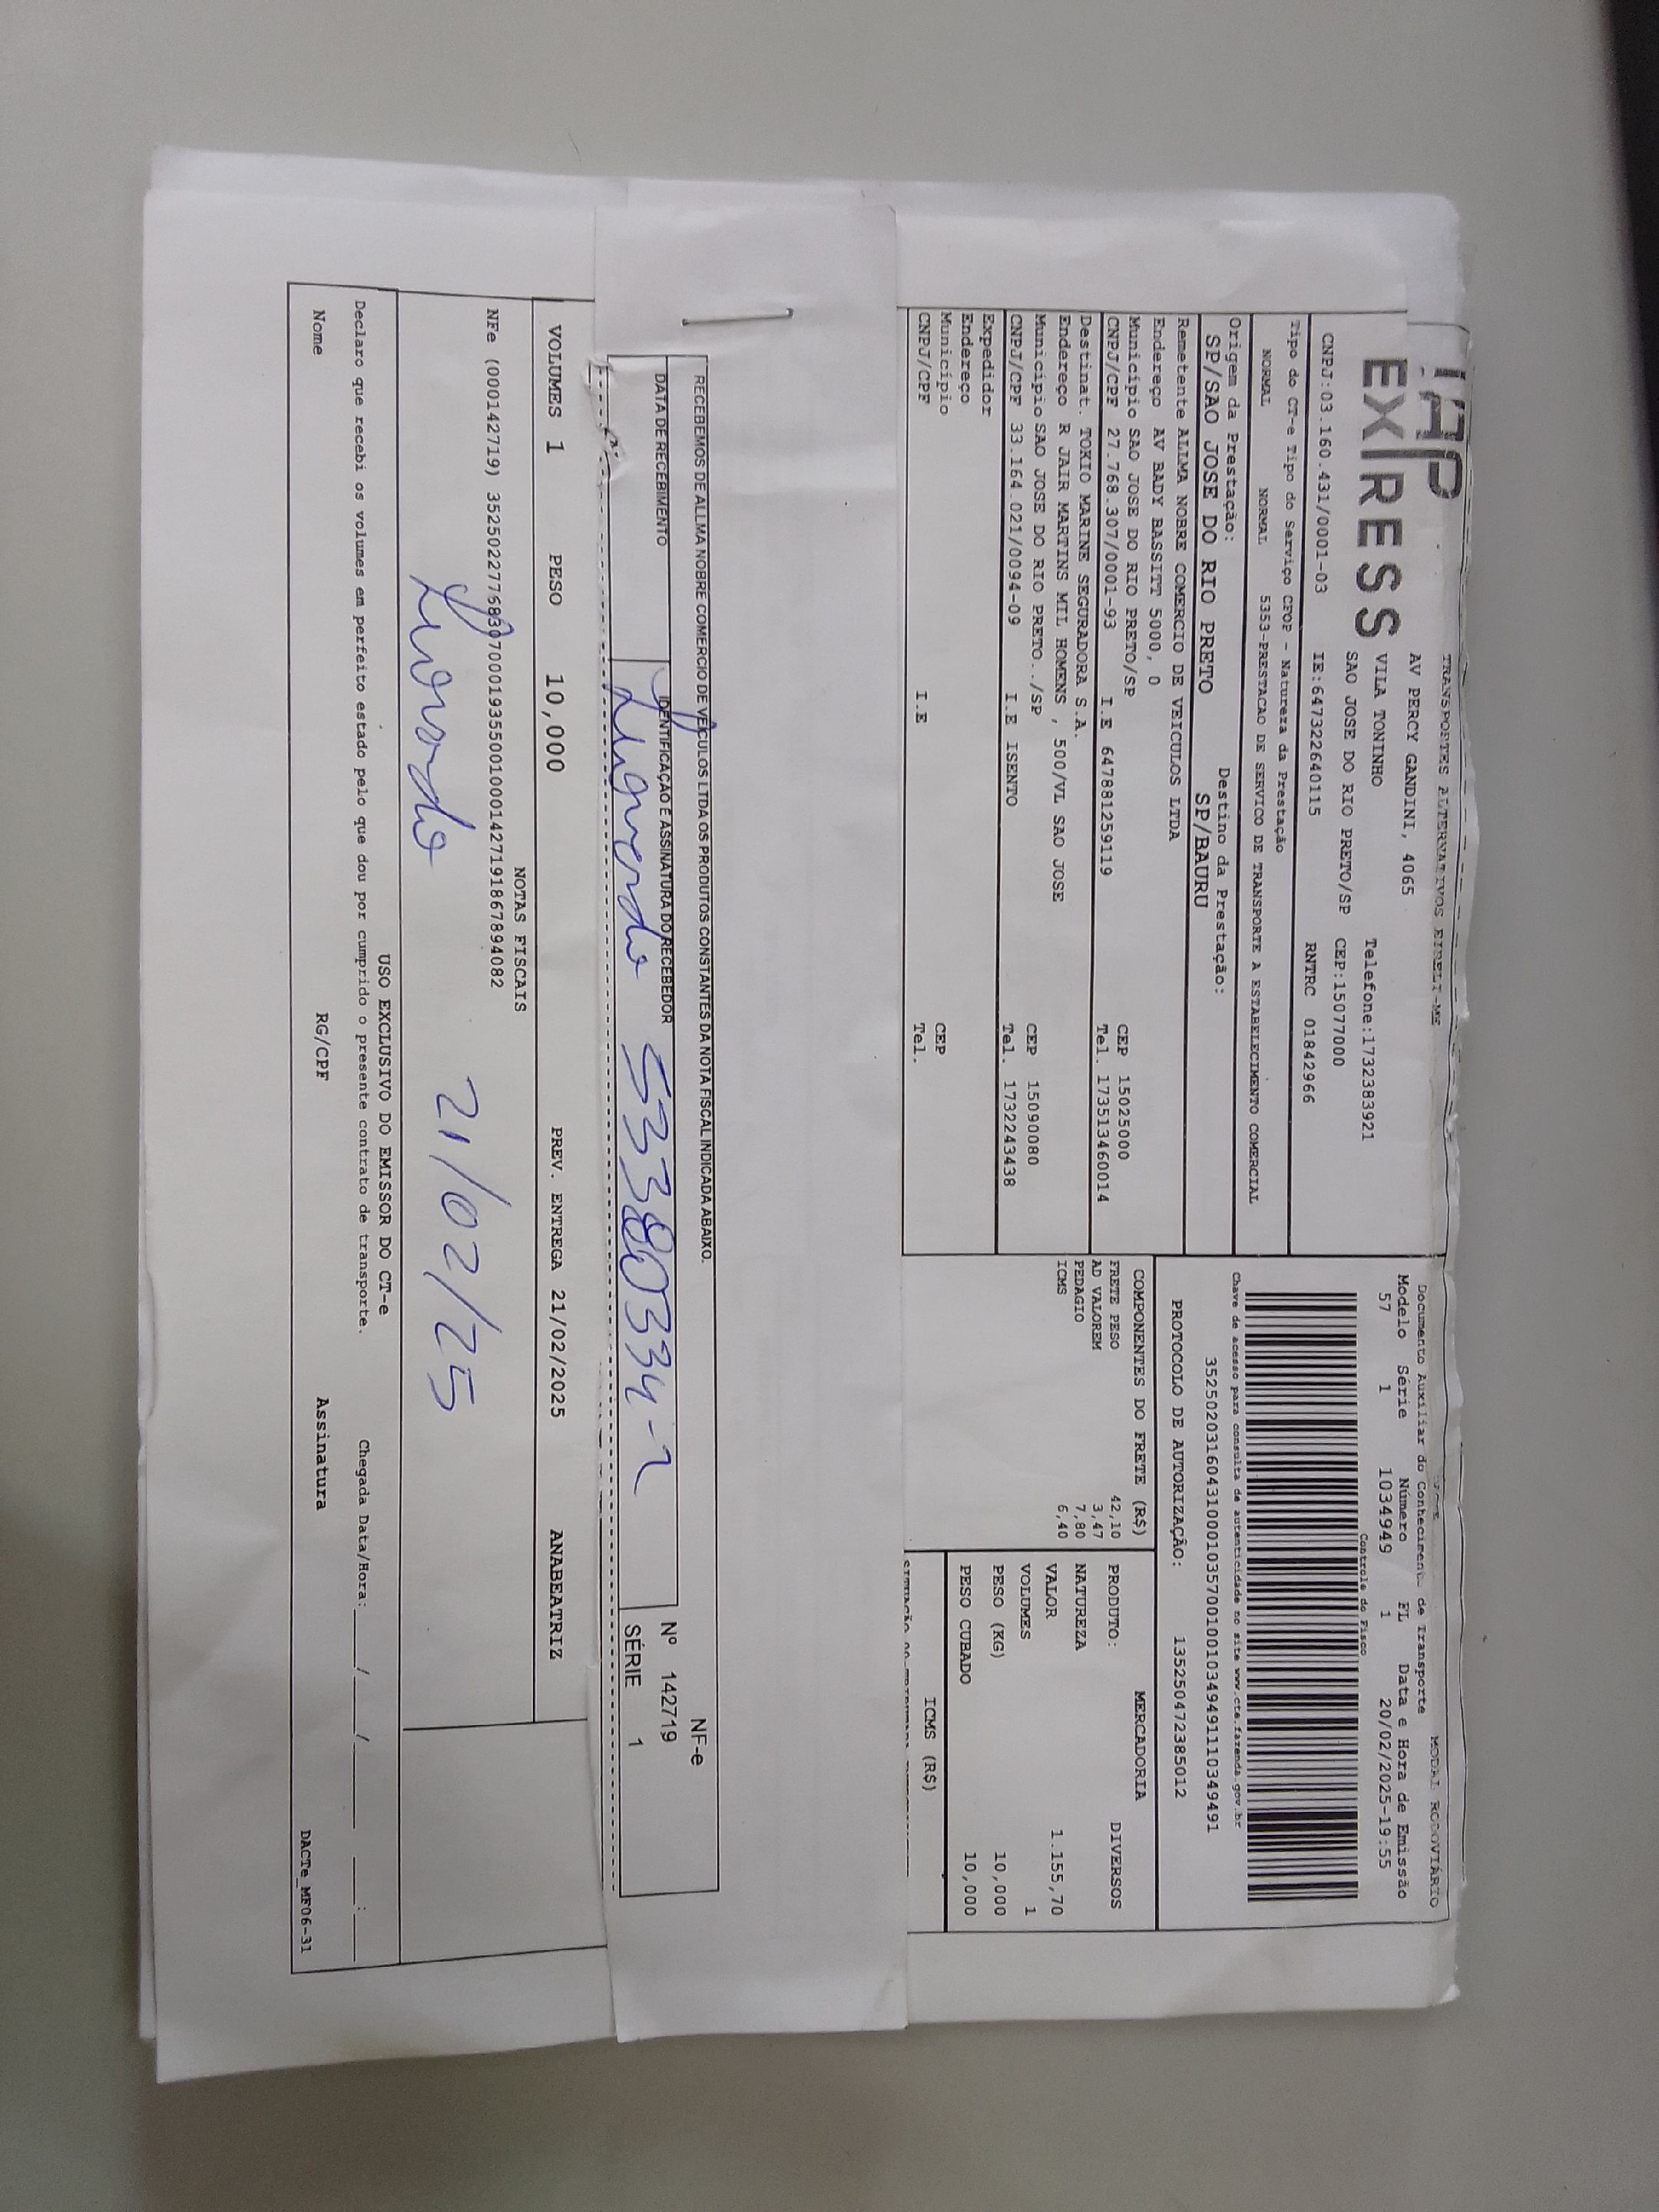 TAP
EXPRESS
TRANSPORTES ALTERNATIVOS EIRELI-ME
AV PERCY GANDINI, 4065
VILA TONINHO Telefone:1732383921
SAO JOSE DO RIO PRETO/SP CEP:15077000
CNPJ:03.160.431/0001-03 IE:647322640115 RNTRC 01842966
Tipo do CT-e Tipo do Serviço CFOP - Natureza da Prestação
NORMAL NORMAL 5353-PRESTACAO DE SERVICO DE TRANSPORTE A ESTABELECIMENTO COMERCIAL
Origem da Prestação: Destino da Prestação:
SP/SAO JOSE DO RIO PRETO SP/BAURU
Remetente ALLMA NOBRE COMERCIO DE VEICULOS LTDA
Endereço AV BADY BASSITT 5000, 0
Município SAO JOSE DO RIO PRETO/SP CEP 15025000
CNPJ/CPF 27.768.307/0001-93 I.E 647881259119 Tel. 173513460014
Destinat. TOKIO MARINE SEGURADORA S.A.
Endereço R JAIR MARTINS MIL HOMENS , 500/VL SAO JOSE
Município SAO JOSE DO RIO PRETO../SP CEP 15090080
CNPJ/CPF 33.164.021/0094-09 I.E ISENTO Tel. 1732243438
Expedidor
Endereço
Município CEP
CNPJ/CPF I.E Tel.
MODAL RODOVIÁRIO
Documento Auxiliar do Conhecimento de Transporte
Modelo Série Número FL Data e Hora de Emissão
57 1 1034949 1 20/02/2025-19:55
Controle do Fisco
Chave de acesso para consulta de autenticidade no site www.cte.fazenda.gov.br
35250203160431000103570010010349491110349491
PROTOCOLO DE AUTORIZAÇÃO: 135250472385012
COMPONENTES DO FRETE (R$)
FRETE PESO 42,10
AD VALOREM 3,47
PEDAGIO 7,80
ICMS 6,40
MERCADORIA
PRODUTO: DIVERSOS
NATUREZA
VALOR 1.155,70
VOLUMES 1
PESO (KG) 10,000
PESO CUBADO 10,000
ICMS (R$)
RECEBEMOS DE ALLMA NOBRE COMERCIO DE VEÍCULOS LTDA OS PRODUTOS CONSTANTES DA NOTA FISCAL INDICADA ABAIXO.
DATA DE RECEBIMENTO IDENTIFICAÇÃO E ASSINATURA DO RECEBEDOR
NF-e
Nº 142719
SÉRIE 1
VOLUMES 1 PESO 10,000 PREV. ENTREGA 21/02/2025 ANABEATRIZ
NOTAS FISCAIS
NFe (000142719) 35250227768307000193550010001427191867894082
21/02/25
USO EXCLUSIVO DO EMISSOR DO CT-e
Declaro que recebi os volumes em perfeito estado pelo que dou por cumprido o presente contrato de transporte. Chegada Data/Hora:____/____/____ ____:____
Nome RG/CPF Assinatura
DACTe_MF06-31